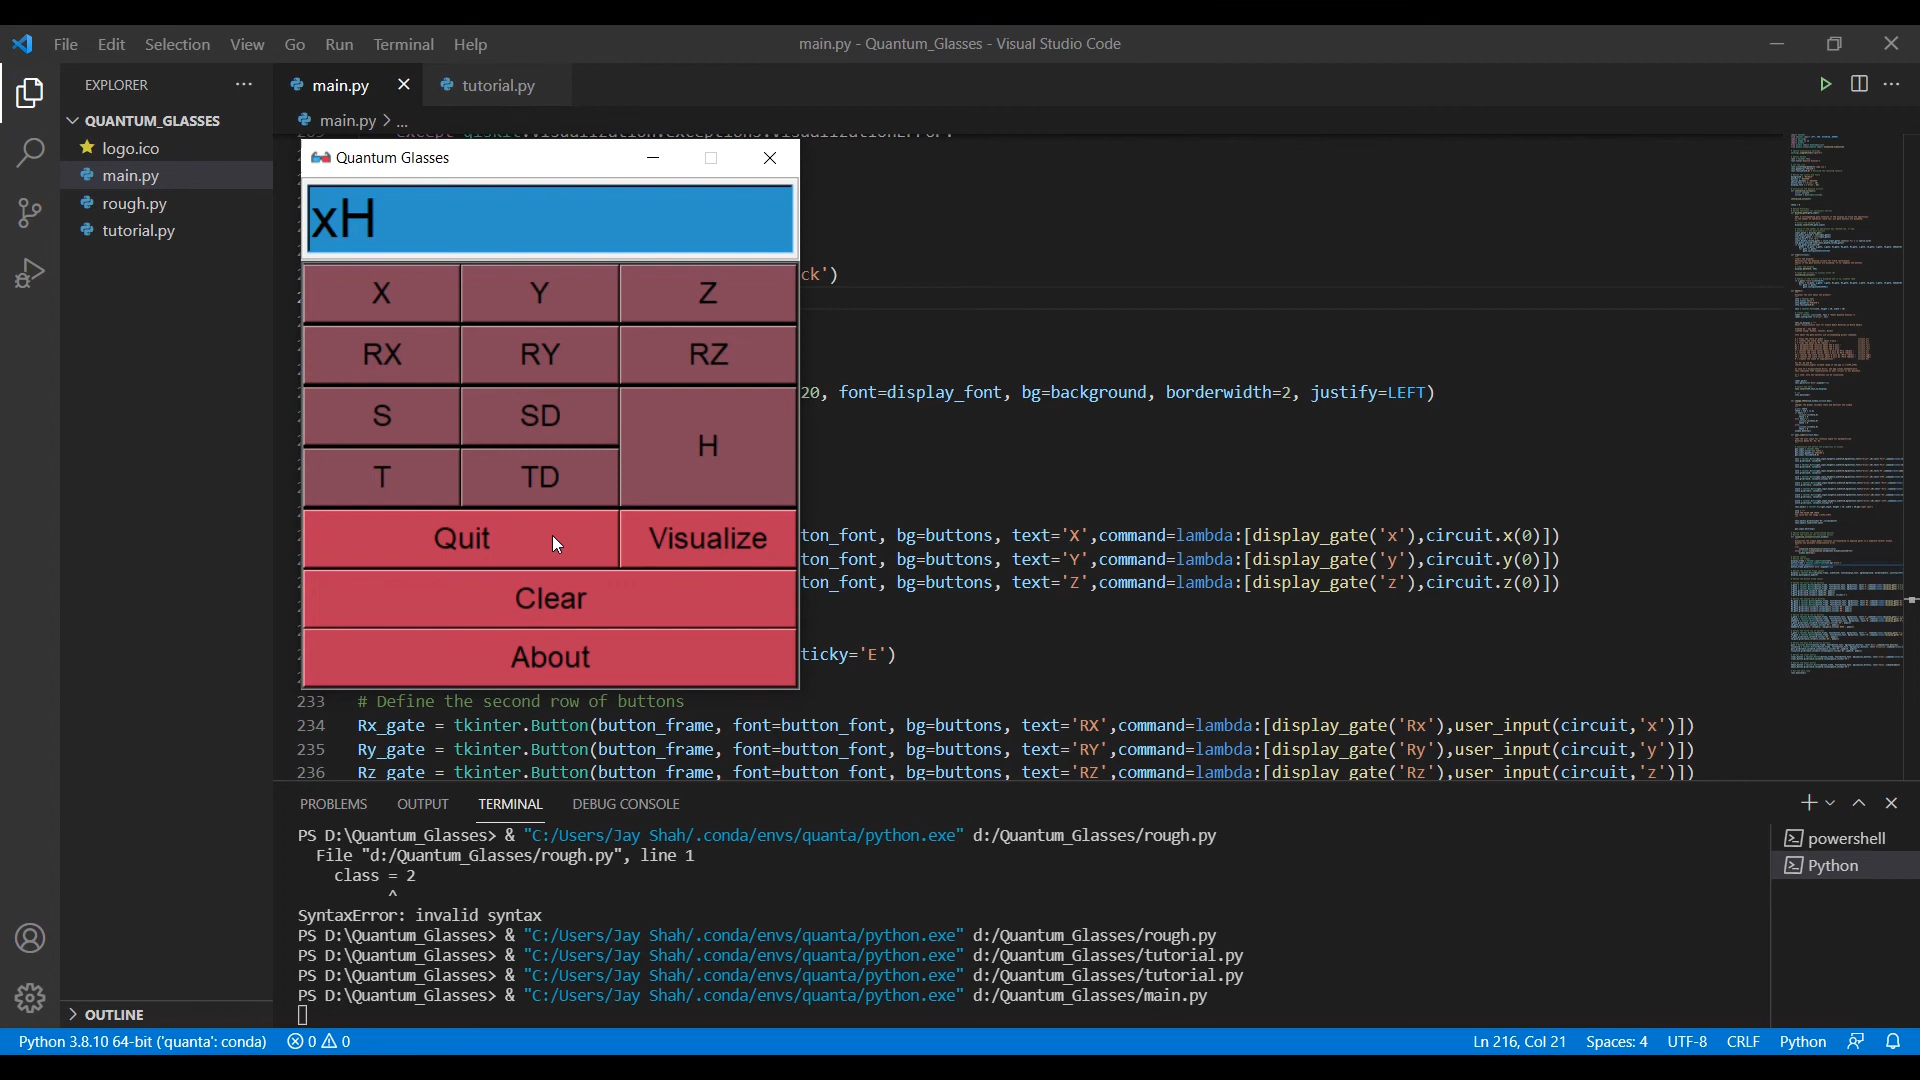 File Edit Selection View Go Run Terminal Help
main.py - Quantum_Glasses - Visual Studio Code
EXPLORER
main.py
tutorial.py
QUANTUM_GLASSES
logo.ico
main.py
rough.py
tutorial.py
main.py > ...
Quantum Glasses
xH
X Y Z
RX RY RZ
S SD
H
T TD
Quit Visualize
Clear
About
ck')
20, font=display_font, bg=background, borderwidth=2, justify=LEFT)
ton_font, bg=buttons, text='X',command=lambda:[display_gate('x'),circuit.x(0)])
ton_font, bg=buttons, text='Y',command=lambda:[display_gate('y'),circuit.y(0)])
ton_font, bg=buttons, text='Z',command=lambda:[display_gate('z'),circuit.z(0)])
ticky='E')
233 # Define the second row of buttons
234 Rx_gate = tkinter.Button(button_frame, font=button_font, bg=buttons, text='RX',command=lambda:[display_gate('Rx'),user_input(circuit,'x')])
235 Ry_gate = tkinter.Button(button_frame, font=button_font, bg=buttons, text='RY',command=lambda:[display_gate('Ry'),user_input(circuit,'y')])
236 Rz_gate = tkinter.Button(button_frame, font=button_font, bg=buttons, text='RZ',command=lambda:[display_gate('Rz'),user_input(circuit,'z')])
PROBLEMS OUTPUT TERMINAL DEBUG CONSOLE
PS D:\Quantum_Glasses> & "C:/Users/Jay Shah/.conda/envs/quanta/python.exe" d:/Quantum_Glasses/rough.py
File "d:/Quantum_Glasses/rough.py", line 1
class = 2
^
SyntaxError: invalid syntax
PS D:\Quantum_Glasses> & "C:/Users/Jay Shah/.conda/envs/quanta/python.exe" d:/Quantum_Glasses/rough.py
PS D:\Quantum_Glasses> & "C:/Users/Jay Shah/.conda/envs/quanta/python.exe" d:/Quantum_Glasses/tutorial.py
PS D:\Quantum_Glasses> & "C:/Users/Jay Shah/.conda/envs/quanta/python.exe" d:/Quantum_Glasses/tutorial.py
PS D:\Quantum_Glasses> & "C:/Users/Jay Shah/.conda/envs/quanta/python.exe" d:/Quantum_Glasses/main.py
powershell
Python
OUTLINE
Python 3.8.10 64-bit ('quanta': conda) 0 0
Ln 216, Col 21 Spaces: 4 UTF-8 CRLF Python